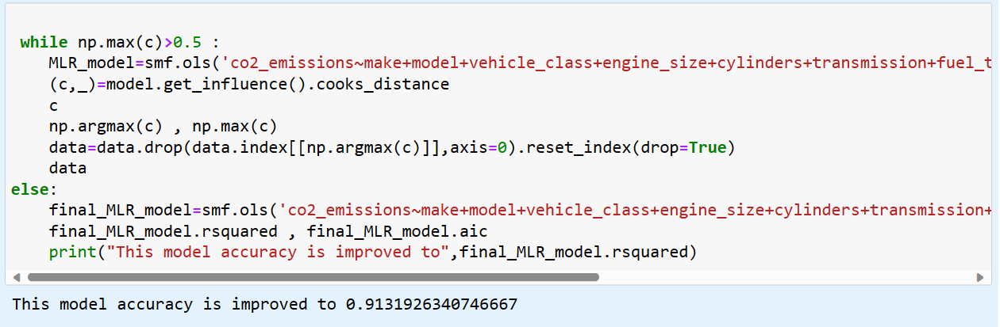 while np.max(c)>0.5 :
MLR_model=smf.ols('co2_emissions~make+model+vehicle_class+engine_size+cylinders+transmission+fuel_t
(c,_)=model.get_influence().cooks_distance
c
np.argmax(c) , np.max(c)
data=data.drop(data.index[[np.argmax(c)]],axis=0).reset_index(drop=True)
data
else:
final_MLR_model=smf.ols('co2_emissions~make+model+vehicle_class+engine_size+cylinders+transmission+
final_MLR_model.rsquared , final_MLR_model.aic
print("This model accuracy is improved to",final_MLR_model.rsquared)
This model accuracy is improved to 0.9131926340746667